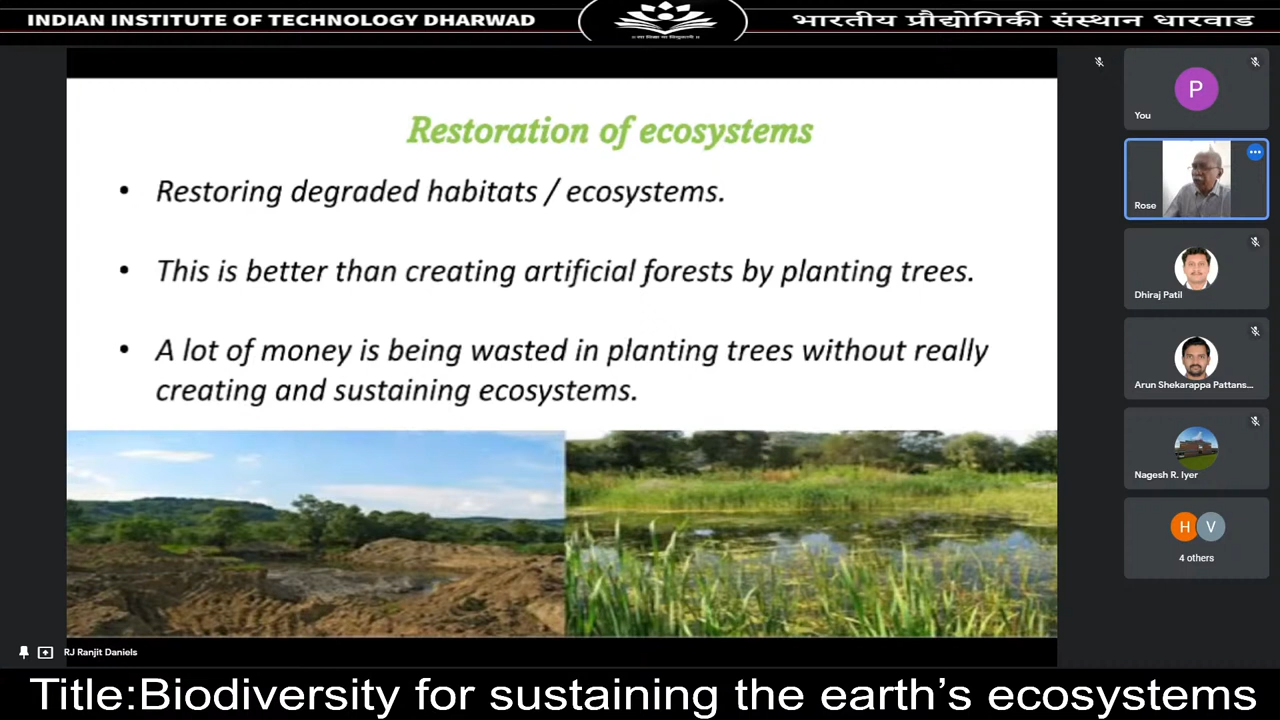 INDIAN INSTITUTE OF TECHNOLOGY DHARWAD
भारतीय प्रौद्योगिकी संस्थान धारवाड
Restoration of ecosystems
• Restoring degraded habitats / ecosystems.
• This is better than creating artificial forests by planting trees.
• A lot of money is being wasted in planting trees without really
creating and sustaining ecosystems.
P
You
Rose
Dhiraj Patil
Arun Shekarappa Pattans...
Nagesh R. Iyer
H V
4 others
RJ Ranjit Daniels
Title:Biodiversity for sustaining the earth's ecosystems